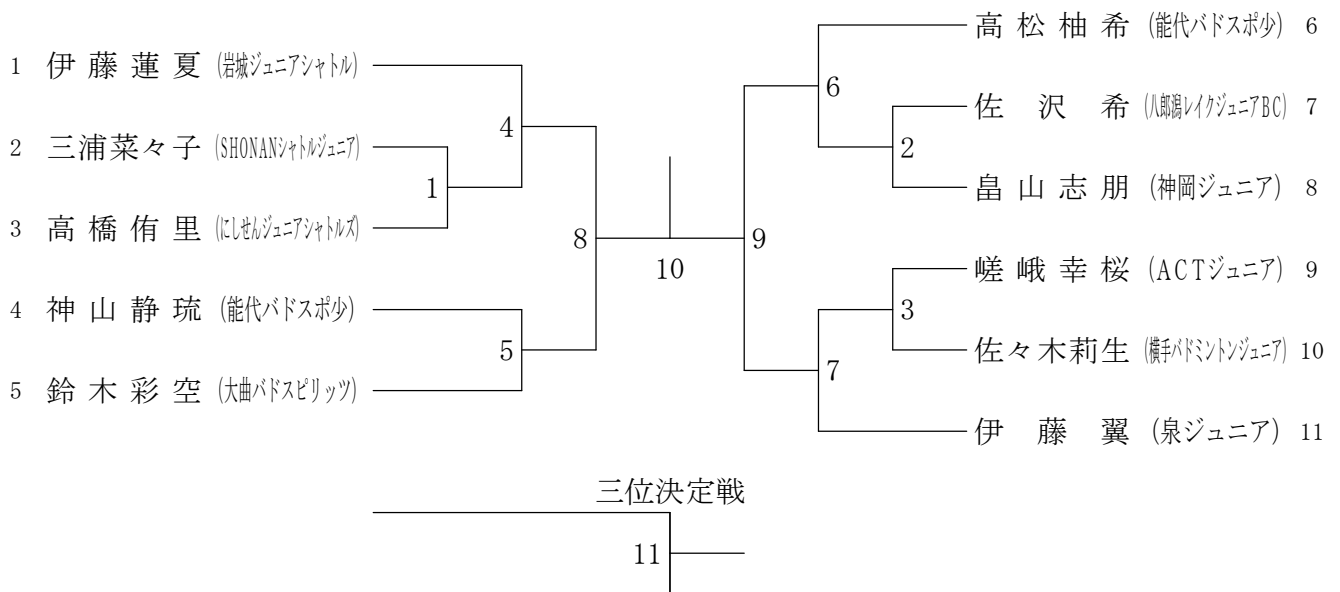 1 伊藤蓮夏 (岩城ジュニアシャトル)
2 三浦菜々子 (SHONANシャトルジュニア)
3 高橋侑里 (にしせんジュニアシャトルズ)
4 神山静琉 (能代バドスポ少)
5 鈴木彩空 (大曲バドスピリッツ)
4
1
5
8
10
9
6
2
3
7
高松柚希 (能代バドスポ少) 6
佐沢希 (八郎潟レイクジュニアBC) 7
畠山志朋 (神岡ジュニア) 8
嵯峨幸桜 (ACTジュニア) 9
佐々木莉生 (横手バドミントンジュニア) 10
伊藤翼 (泉ジュニア) 11
三位決定戦
11